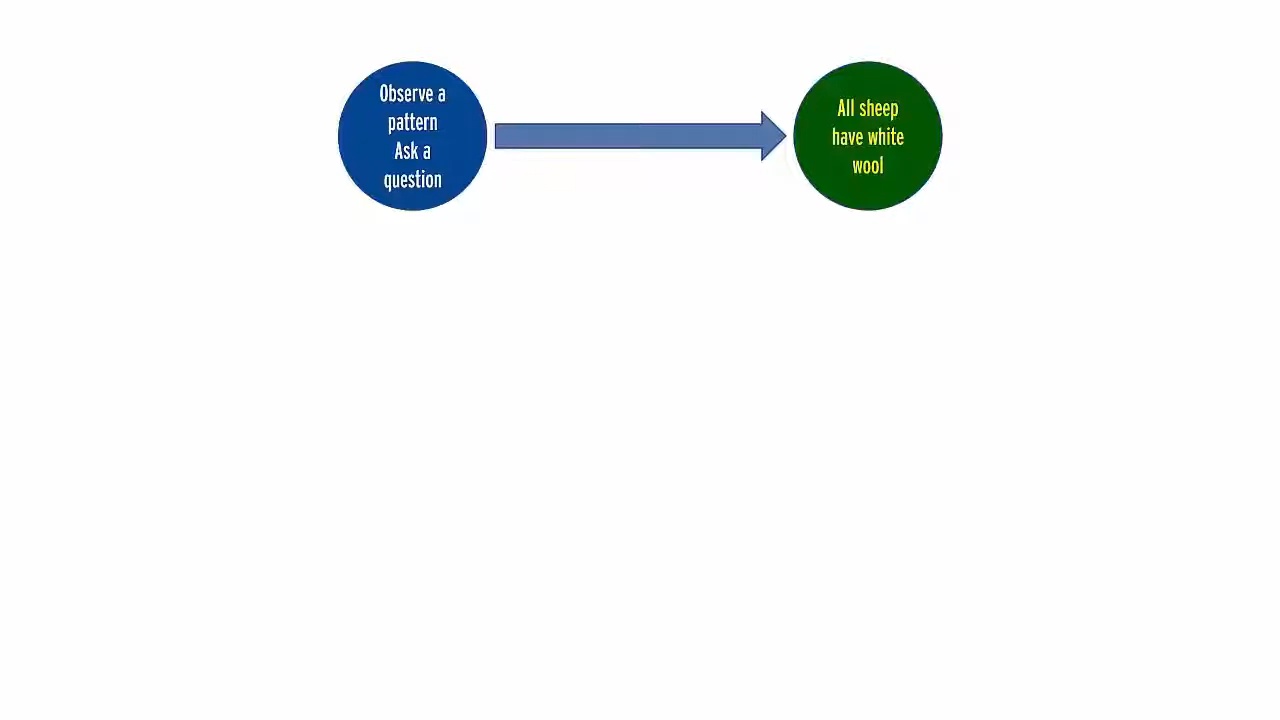 Observe a
pattern
Ask a
question
All sheep
have white
wool